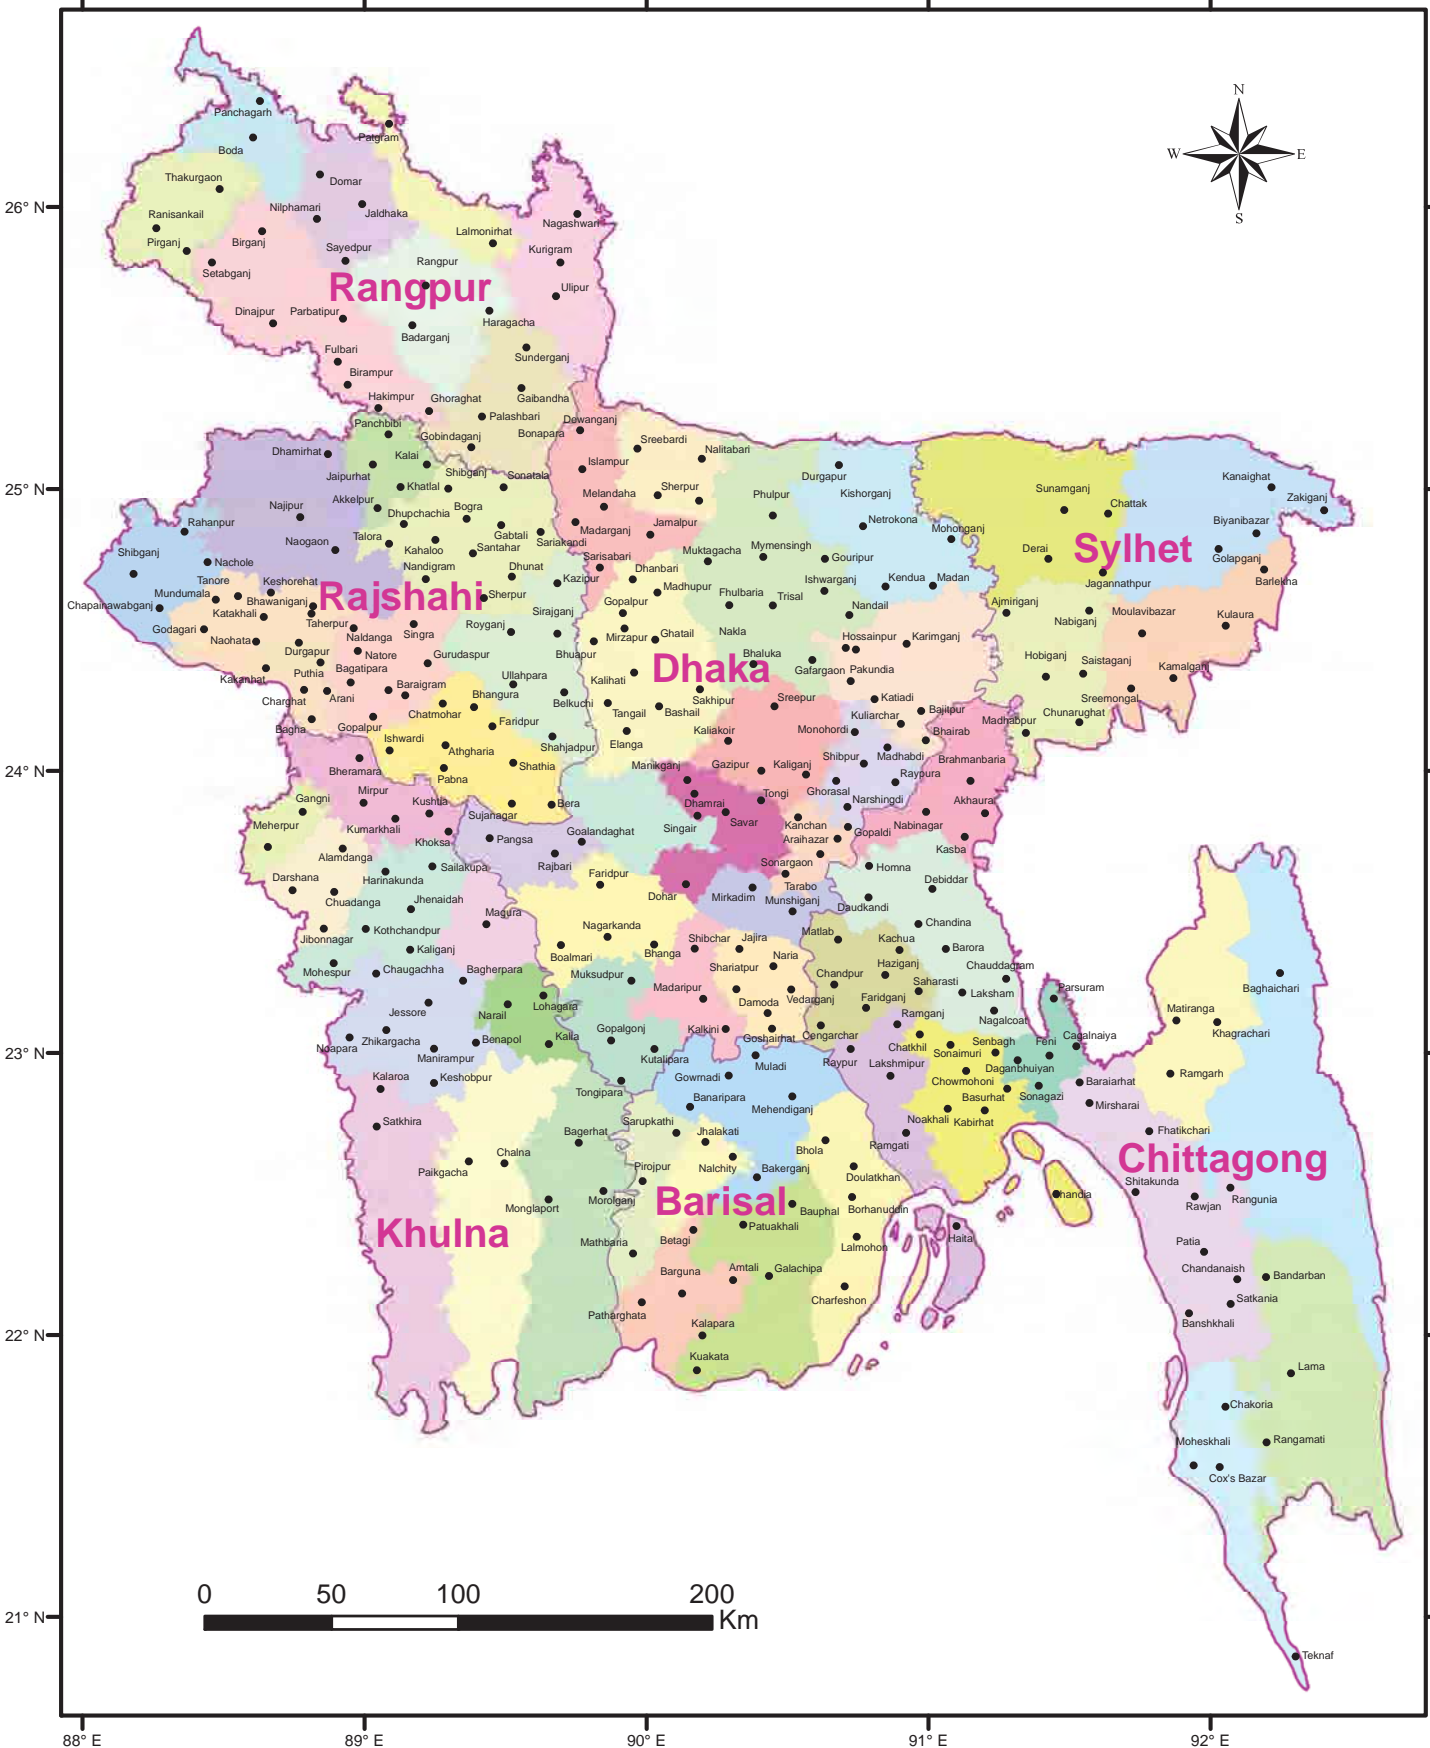 N
W
E
S
Panchagarh
Boda
Patgram
Thakurgaon
Domar
Ranisankail
Nilphamari
Jaldhaka
Nagashwari
Pirganj
Birganj
Lalmonirhat
Sayedpur
Kurigram
Setabganj
Rangpur
Rangpur
Ulipur
Dinajpur
Parbatipur
Haragacha
Badarganj
Fulbari
Sunderganj
Birampur
Hakimpur
Ghoraghat
Gaibandha
Palashbari
Dewanganj
Panchbibi
Gobindaganj
Bonapara
Sreebardi
Nalitabari
Dhamirhat
Kalai
Islampur
Jaipurhat
Shibganj
Sonatala
Durgapur
Kanaighat
Khatlal
Melandaha
Sherpur
Phulpur
Kishorganj
Sunamganj
Chattak
Zakiganj
Akkelpur
Najipur
Bogra
Rahanpur
Dhupchachia
Gabtali
Madarganj
Jamalpur
Netrokona
Mohonganj
Biyanibazar
Talora
Naogaon
Sariakandi
Shibganj
Kahaloo
Santahar
Sarisabari
Muktagacha
Mymensingh
Gouripur
Derai
Sylhet
Golapganj
Nachole
Nandigram
Dhunat
Dhanbari
Tanore
Keshorehat
Kazipur
Madhupur
Ishwarganj
Kendua
Madan
Jagannathpur
Barlekha
Mundumala
Bhawaniganj
Rajshahi
Sherpur
Fhulbaria
Trisal
Chapainawabganj
Katakhali
Taherpur
Sirajganj
Gopalpur
Nandail
Ajmiriganj
Nabiganj
Moulavibazar
Kulaura
Godagari
Naohata
Naldanga
Singra
Royganj
Mirzapur
Ghatail
Nakla
Hossainpur
Karimganj
Durgapur
Natore
Gurudaspur
Bhuapur
Dhaka
Bhaluka
Hobiganj
Saistaganj
Kakanhat
Puthia
Bagatipara
Ullahpara
Kalihati
Gafargaon
Pakundia
Kamalganj
Charghat
Arani
Baraigram
Bhangura
Belkuchi
Sakhipur
Sreepur
Katiadi
Sreemongal
Chatmohar
Tangail
Bashail
Kuliarchar
Bajitpur
Madhabpur
Chunarughat
Bagha
Gopalpur
Faridpur
Kaliakoir
Monohordi
Bhairab
Ishwardi
Athgharia
Shahjadpur
Elanga
Shibpur
Madhabdi
Brahmanbaria
Bheramara
Pabna
Shathia
Manikganj
Gazipur
Kaliganj
Raypura
Gangni
Mirpur
Kushtia
Bera
Dhamrai
Tongi
Ghorasal
Narshingdi
Akhaura
Meherpur
Kumarkhali
Sujanagar
Singair
Savar
Kanchan
Gopaldi
Nabinagar
Alamdanga
Khoksa
Pangsa
Goalandaghat
Araihazar
Kasba
Darshana
Harinakunda
Sailakupa
Rajbari
Faridpur
Sonargaon
Homna
Debiddar
Chuadanga
Jhenaidah
Dohar
Mirkadim
Tarabo
Munshiganj
Daudkandi
Jibonnagar
Kothchandpur
Magura
Nagarkanda
Shibchar
Jajira
Matlab
Chandina
Kachua
Mohespur
Kaliganj
Boalmari
Bhanga
Naria
Barora
Chaugachha
Bagherpara
Muksudpur
Shariatpur
Chandpur
Haziganj
Saharasti
Chauddagram
Baghaichari
Parsuram
Jessore
Narail
Lohagara
Madaripur
Damoda
Vedarganj
Faridganj
Laksham
Matiranga
Noapara
Zhikargacha
Benapol
Kalia
Gopalgonj
Kalkini
Goshairhat
Cengarchar
Ramganj
Nagalcoat
Khagrachari
Manirampur
Kutalipara
Muladi
Raypur
Chatkhil
Sonaimuri
Senbagh
Feni
Cagalnaiya
Kalaroa
Keshobpur
Tongipara
Gowrnadi
Lakshmipur
Chowmohoni
Daganbhuiyan
Baraiarhat
Ramgarh
Satkhira
Banaripara
Mehendiganj
Noakhali
Basurhat
Kabirhat
Sonagazi
Mirsharai
Bagerhat
Sarupkathi
Jhalakati
Ramgati
Fhatikchari
Paikgacha
Chalna
Pirojpur
Nalchity
Bakerganj
Bhola
Doulatkhan
Chittagong
Monglaport
Morolganj
Barisal
Bauphal
Borhanuddin
Shandia
Shitakunda
Rawjan
Rangunia
Khulna
Mathbaria
Betagi
Patuakhali
Lalmohon
Haita
Patia
Barguna
Amtali
Galachipa
Chandanaish
Bandarban
Patharghata
Charfeshon
Satkania
Kalapara
Banshkhali
Kuakata
Lama
Chakoria
Moheskhali
Rangamati
Cox's Bazar
Teknaf
0
50
100
200
Km
26° N
25° N
24° N
23° N
22° N
21° N
88° E
89° E
90° E
91° E
92° E